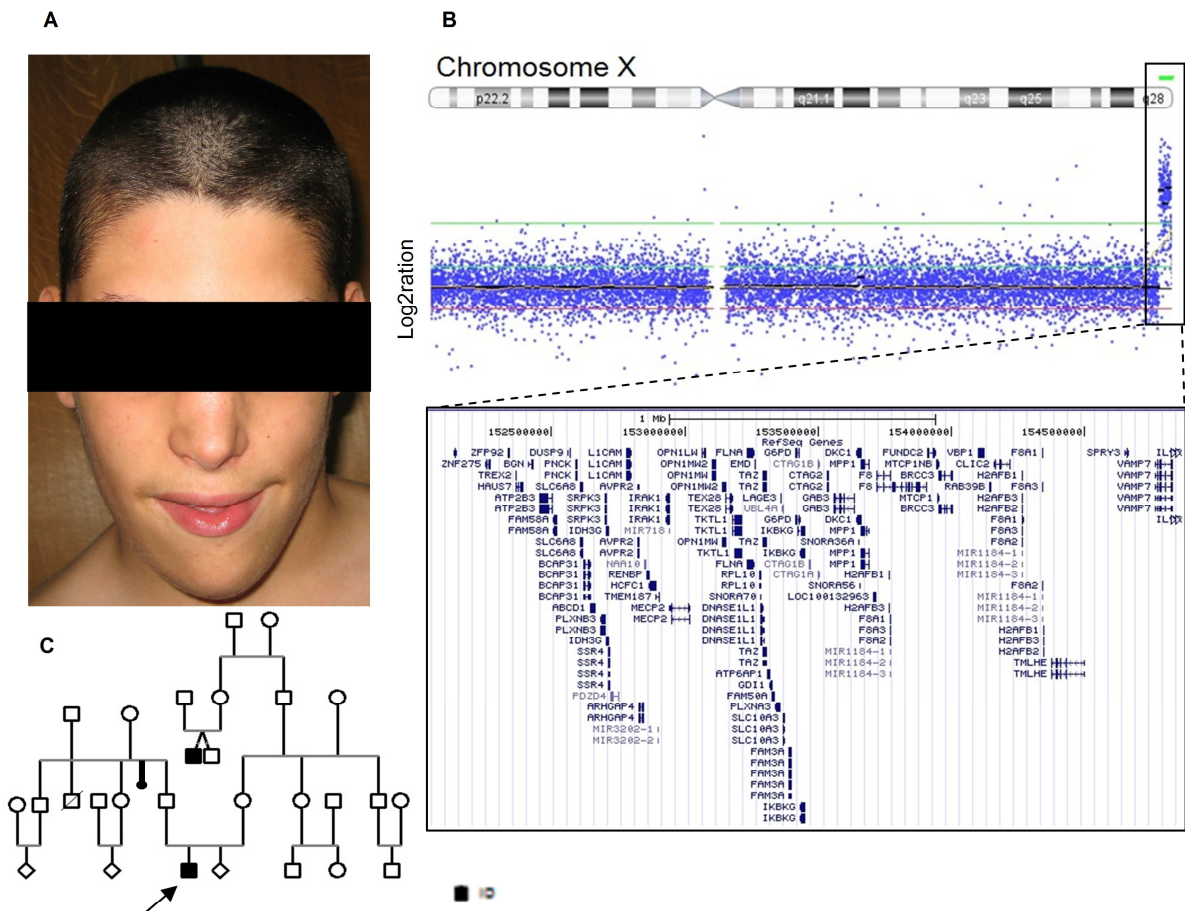 A
B
Chromosome X
p22.2 q21.1 q23 q25 q28
Log2ration
1 Mb
152500000 153000000 153500000 154000000 154500000
RefSeq Genes
ZFP92 DUSP9 L1CAM OPN1LW FLNA G6PD DKC1 FUNDC2 VBP1 F8A1 SPRY3
ZNF275 BGN PNCK L1CAM OPN1MW2 EMD CTAG1B MPP1 MTCP1NB CLIC2 H2AFB1 VAMP7
TREX2 PNCK L1CAM OPN1MW TAZ CTAG2 F8 BRCC3 H2AFB1 VAMP7
HAUS7 SLC6A8 AVPR2 OPN1MW2 TAZ CTAG2 F8 RAB39B F8A3 VAMP7
ATP2B3 SRPK3 IRAK1 TEX28 LAGE3 GAB3 MTCP1 H2AFB3 VAMP7
ATP2B3 SRPK3 IRAK1 TEX28 UBL4A GAB3 BRCC3 H2AFB2 VAMP7
FAM58A SRPK3 IRAK1 TKTL1 G6PD DKC1 F8A1
FAM58A IDH3G MIR718 TKTL1 IKBKG MPP1 F8A3
SLC6A8 AVPR2 OPN1MW TAZ SNORA36A F8A2
SLC6A8 AVPR2 TKTL1 IKBKG MPP1 MIR1184-1
BCAP31 NAA10 FLNA CTAG1B MPP1 MIR1184-2
BCAP31 RENBP RPL10 CTAG1A H2AFB1 MIR1184-3
BCAP31 HCFC1 RPL10 SNORA56 F8A2
BCAP31 TMEM187 SNORA70 LOC100132963 MIR1184-1
ABCD1 MECP2 DNASE1L1 H2AFB3 MIR1184-2
PLXNB3 MECP2 DNASE1L1 F8A1 MIR1184-3
PLXNB3 DNASE1L1 F8A3 H2AFB1
IDH3G DNASE1L1 F8A2 H2AFB3
SSR4 TAZ MIR1184-1 H2AFB2
SSR4 TAZ MIR1184-2 TMLHE
SSR4 ATP6AP1 MIR1184-3 TMLHE
SSR4 GDI1
PDZD4 FAM50A
ARHGAP4 PLXNA3
ARHGAP4 SLC10A3
MIR3202-1 SLC10A3
MIR3202-2 SLC10A3
FAM3A
FAM3A
FAM3A
FAM3A
FAM3A
IKBKG
IKBKG
C
ID